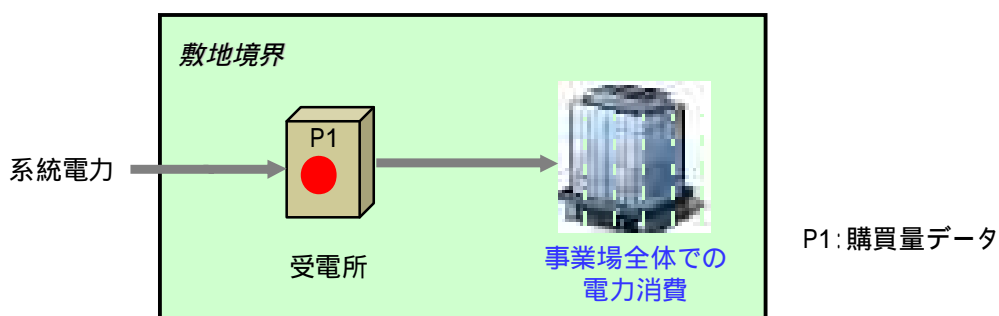 敷地境界
P1
系統電力
受電所
事業場全体での
電力消費
P1:購買量データ